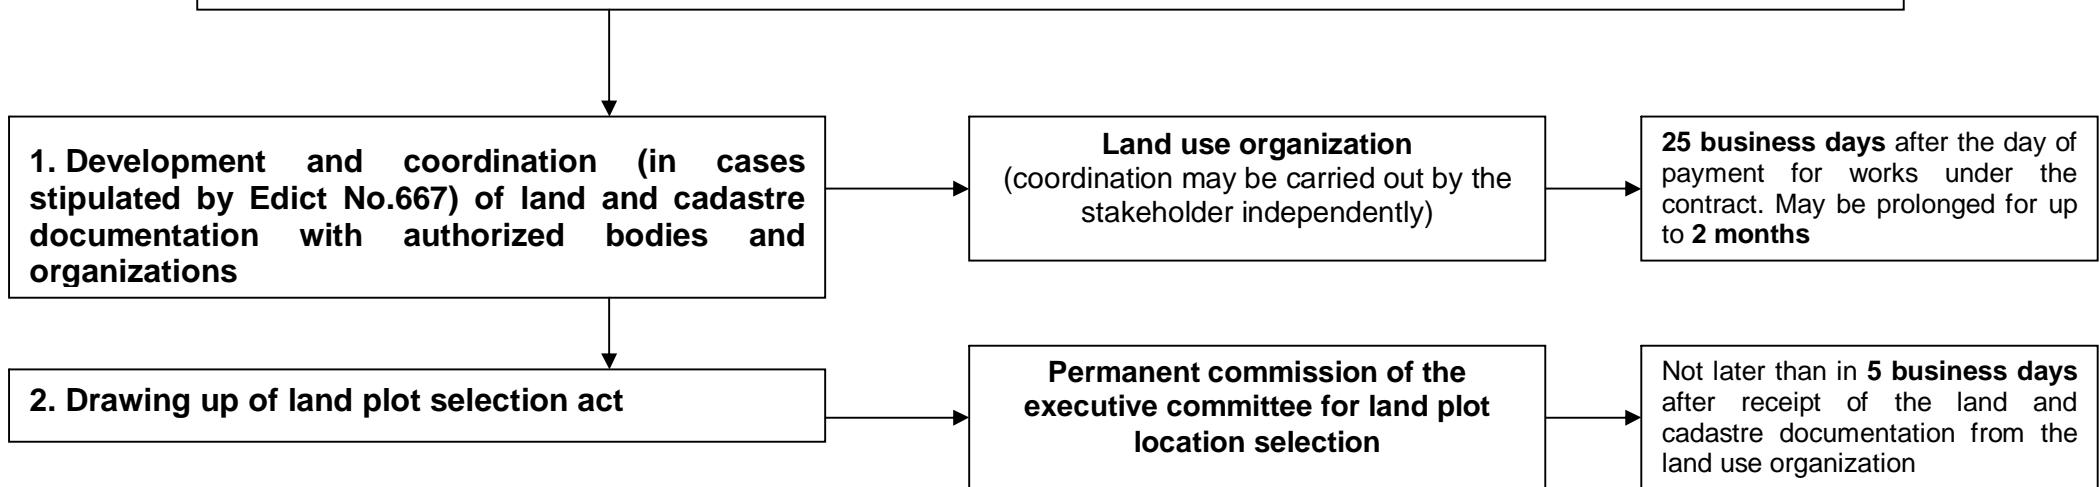 1. Development and coordination (in cases
stipulated by Edict No.667) of land and cadastre
documentation with authorized bodies and
organizations
Land use organization
(coordination may be carried out by the
stakeholder independently)
25 business days after the day of
payment for works under the
contract. May be prolonged for up
to 2 months
2. Drawing up of land plot selection act
Permanent commission of the
executive committee for land plot
location selection
Not later than in 5 business days
after receipt of the land and
cadastre documentation from the
land use organization